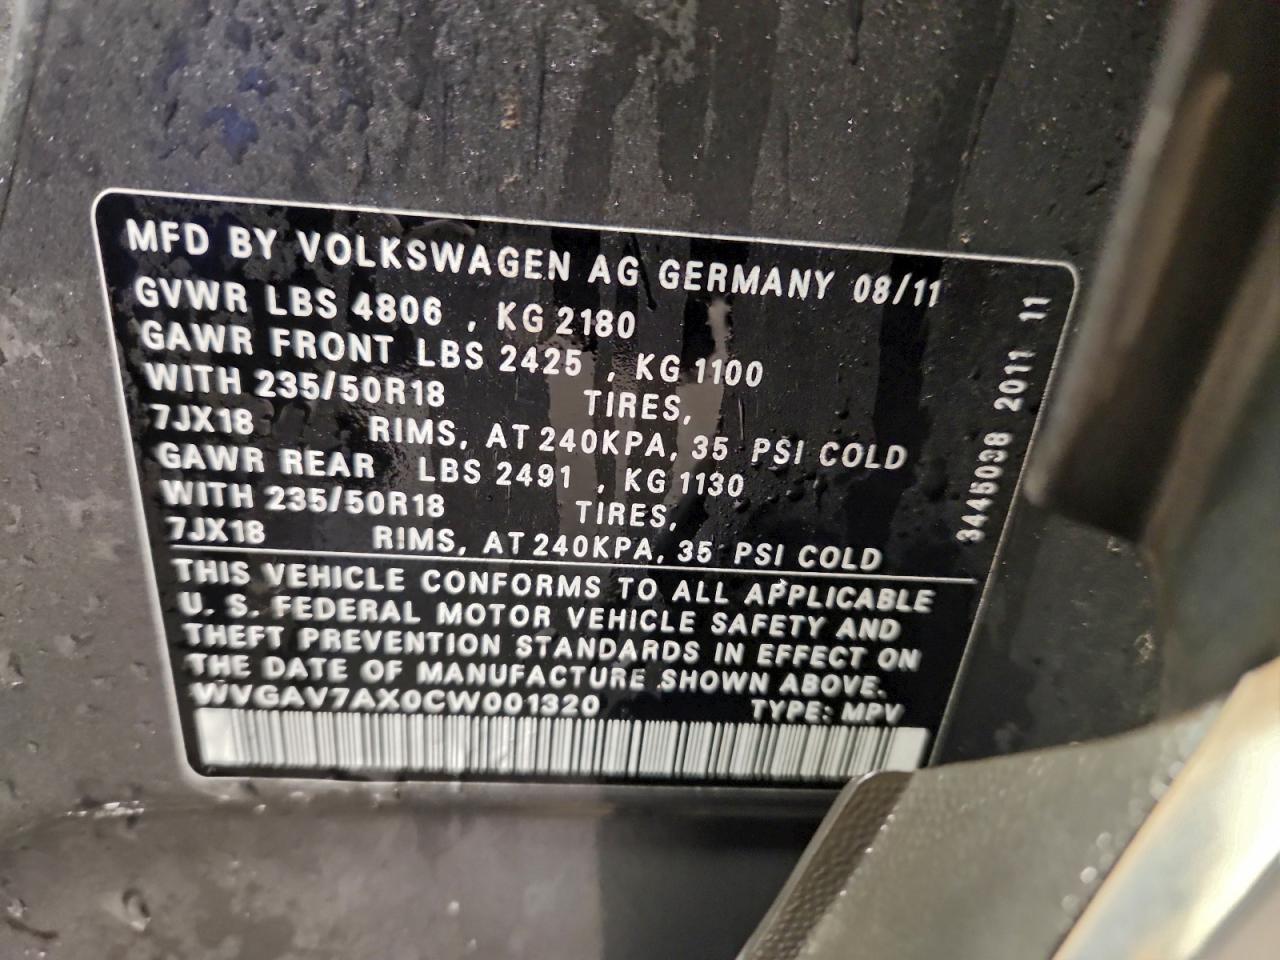 MFD BY VOLKSWAGEN AG GERMANY 08/11
GVWR LBS 4806 , KG 2180
GAWR FRONT LBS 2425 , KG 1100
WITH 235/50R18 TIRES,
7JX18 RIMS, AT 240KPA, 35 PSI COLD
GAWR REAR LBS 2491 , KG 1130
WITH 235/50R18 TIRES,
7JX18 RIMS, AT 240KPA, 35 PSI COLD
THIS VEHICLE CONFORMS TO ALL APPLICABLE
U. S. FEDERAL MOTOR VEHICLE SAFETY AND
THEFT PREVENTION STANDARDS IN EFFECT ON
THE DATE OF MANUFACTURE SHOWN ABOVE.
WVGAV7AX0CW001320 TYPE: MPV
3445038 2011 11